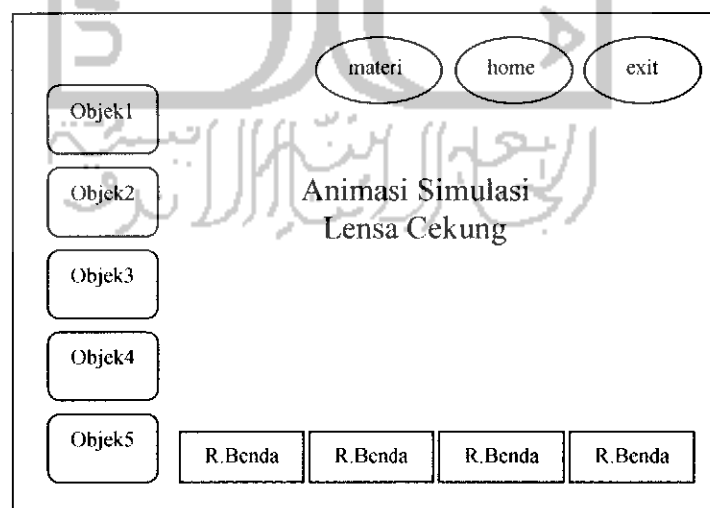 materi home exit
Objek1
Objek2
Animasi Simulasi
Lensa Cekung
Objek3
Objek4
Objek5
R.Benda R.Benda R.Benda R.Benda